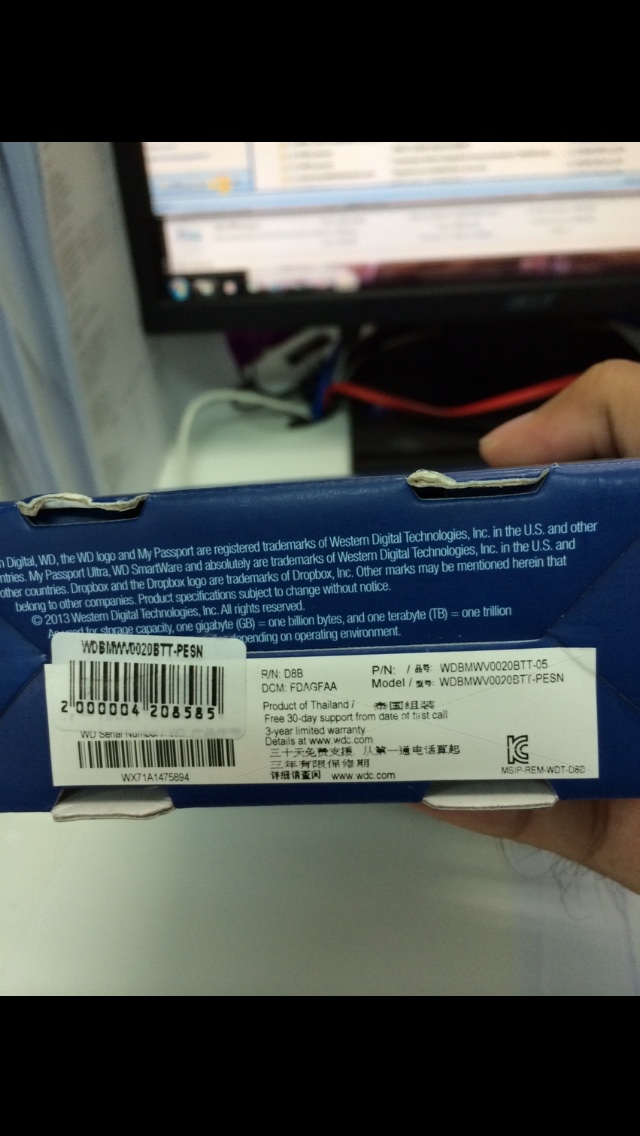 Digital, WD, the WD logo and My Passport are registered trademarks of Western Digital Technologies, Inc. in the U.S. and other
My Passport Ultra, WD SmartWare and absolutely are trademarks of Western Digital Technologies, Inc. in the U.S. and
other countries. Dropbox and the Dropbox logo are trademarks of Dropbox, Inc. Other marks may be mentioned herein that
belong to other companies. Product specifications subject to change without notice.
© 2013 Western Digital Technologies, Inc. All rights reserved.
for storage capacity, one gigabyte (GB) = one billion bytes, and one terabyte (TB) = one trillion
depending on operating environment.
WDBMWV0020BTT-PESN
2 000004 208585
WD Serial Number
WX71A1475894
R/N: D8B
DCM: FDAGFAA
P/N: / 品号: WDBMWV0020BTT-05
Model / 型号: WDBMWV0020BTT-PESN
Product of Thailand / 泰国组装
Free 30-day support from date of first call
3-year limited warranty
Details at www.wdc.com
三十天免费支援 从第一通电话算起
三年有限保修期
详细请查阅 www.wdc.com
MSIP-REM-WDT-D8B